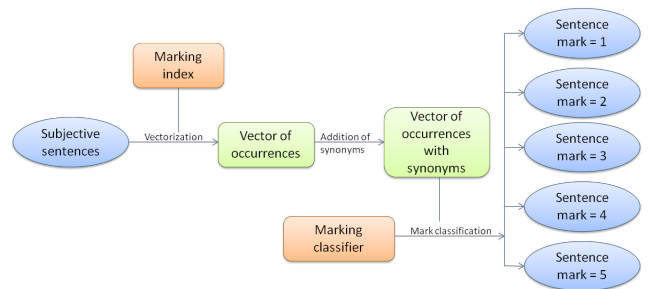 Marking
index
Subjective
sentences
Vectorization
Vector of
occurrences
Addition of
synonyms
Vector of
occurrences
with
synonyms
Marking
classifier
Mark classification
Sentence
mark = 1
Sentence
mark = 2
Sentence
mark = 3
Sentence
mark = 4
Sentence
mark = 5